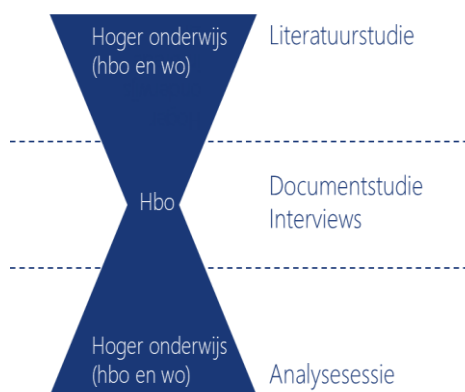 Hoger onderwijs
(hbo en wo)
Literatuurstudie
Hbo
Documentstudie
Interviews
Hoger onderwijs
(hbo en wo)
Analysesessie